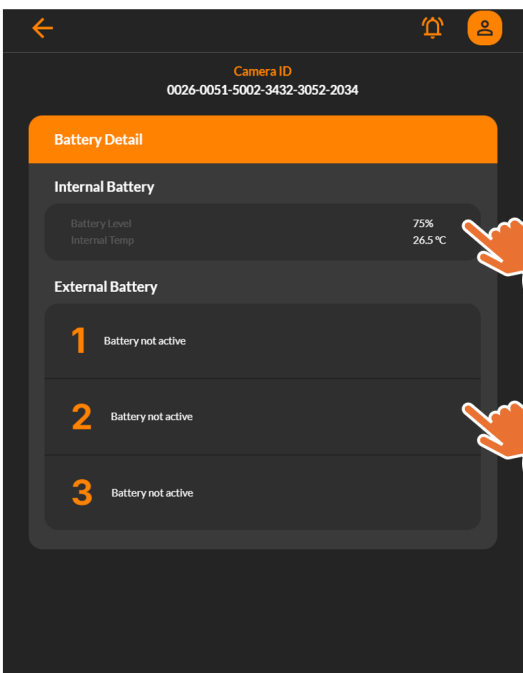 Camera ID
0026-0051-5002-3432-3052-2034
Battery Detail
Internal Battery
Battery Level 75%
Internal Temp 26.5 ºC
External Battery
1 Battery not active
2 Battery not active
3 Battery not active